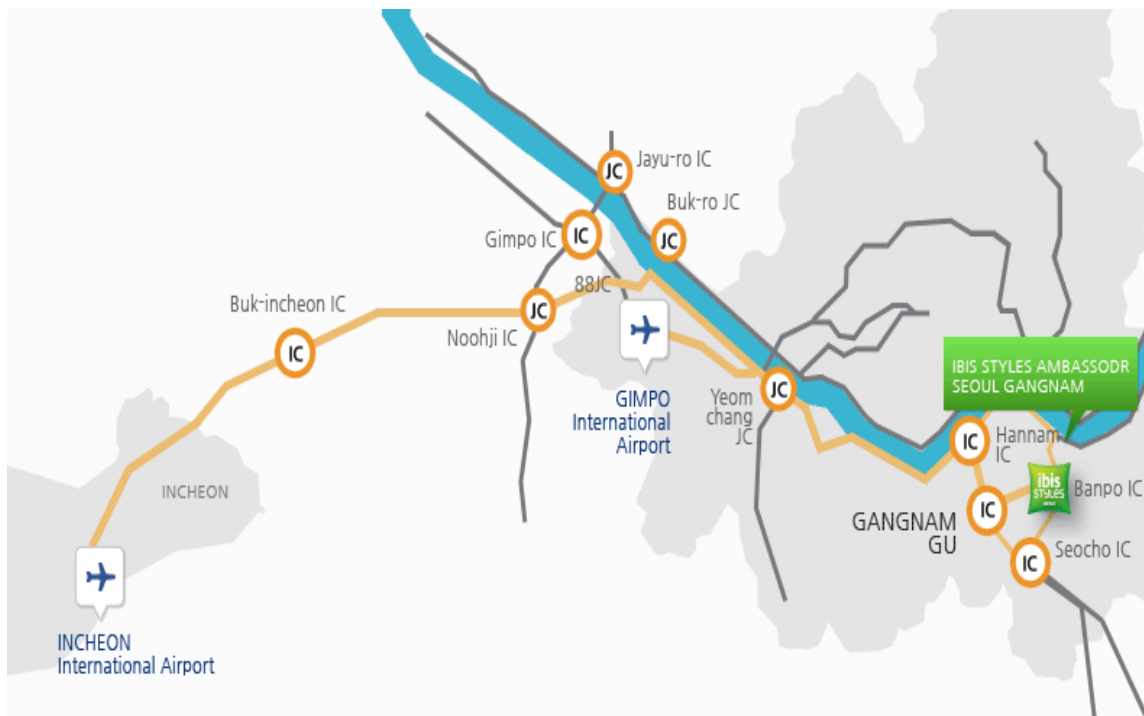 JC
Jayu-ro IC
Buk-ro JC
JC
IC
Gimpo IC
88JC
Buk-incheon IC
JC
Noohji IC
IC
GIMPO
International
Airport
Yeom
chang
JC
JC
IBIS STYLES AMBASSODR
SEOUL GANGNAM
IC
Hannam
IC
ibis
STYLES
Banpo IC
IC
GANGNAM
GU
Seocho IC
IC
INCHEON
INCHEON
International Airport